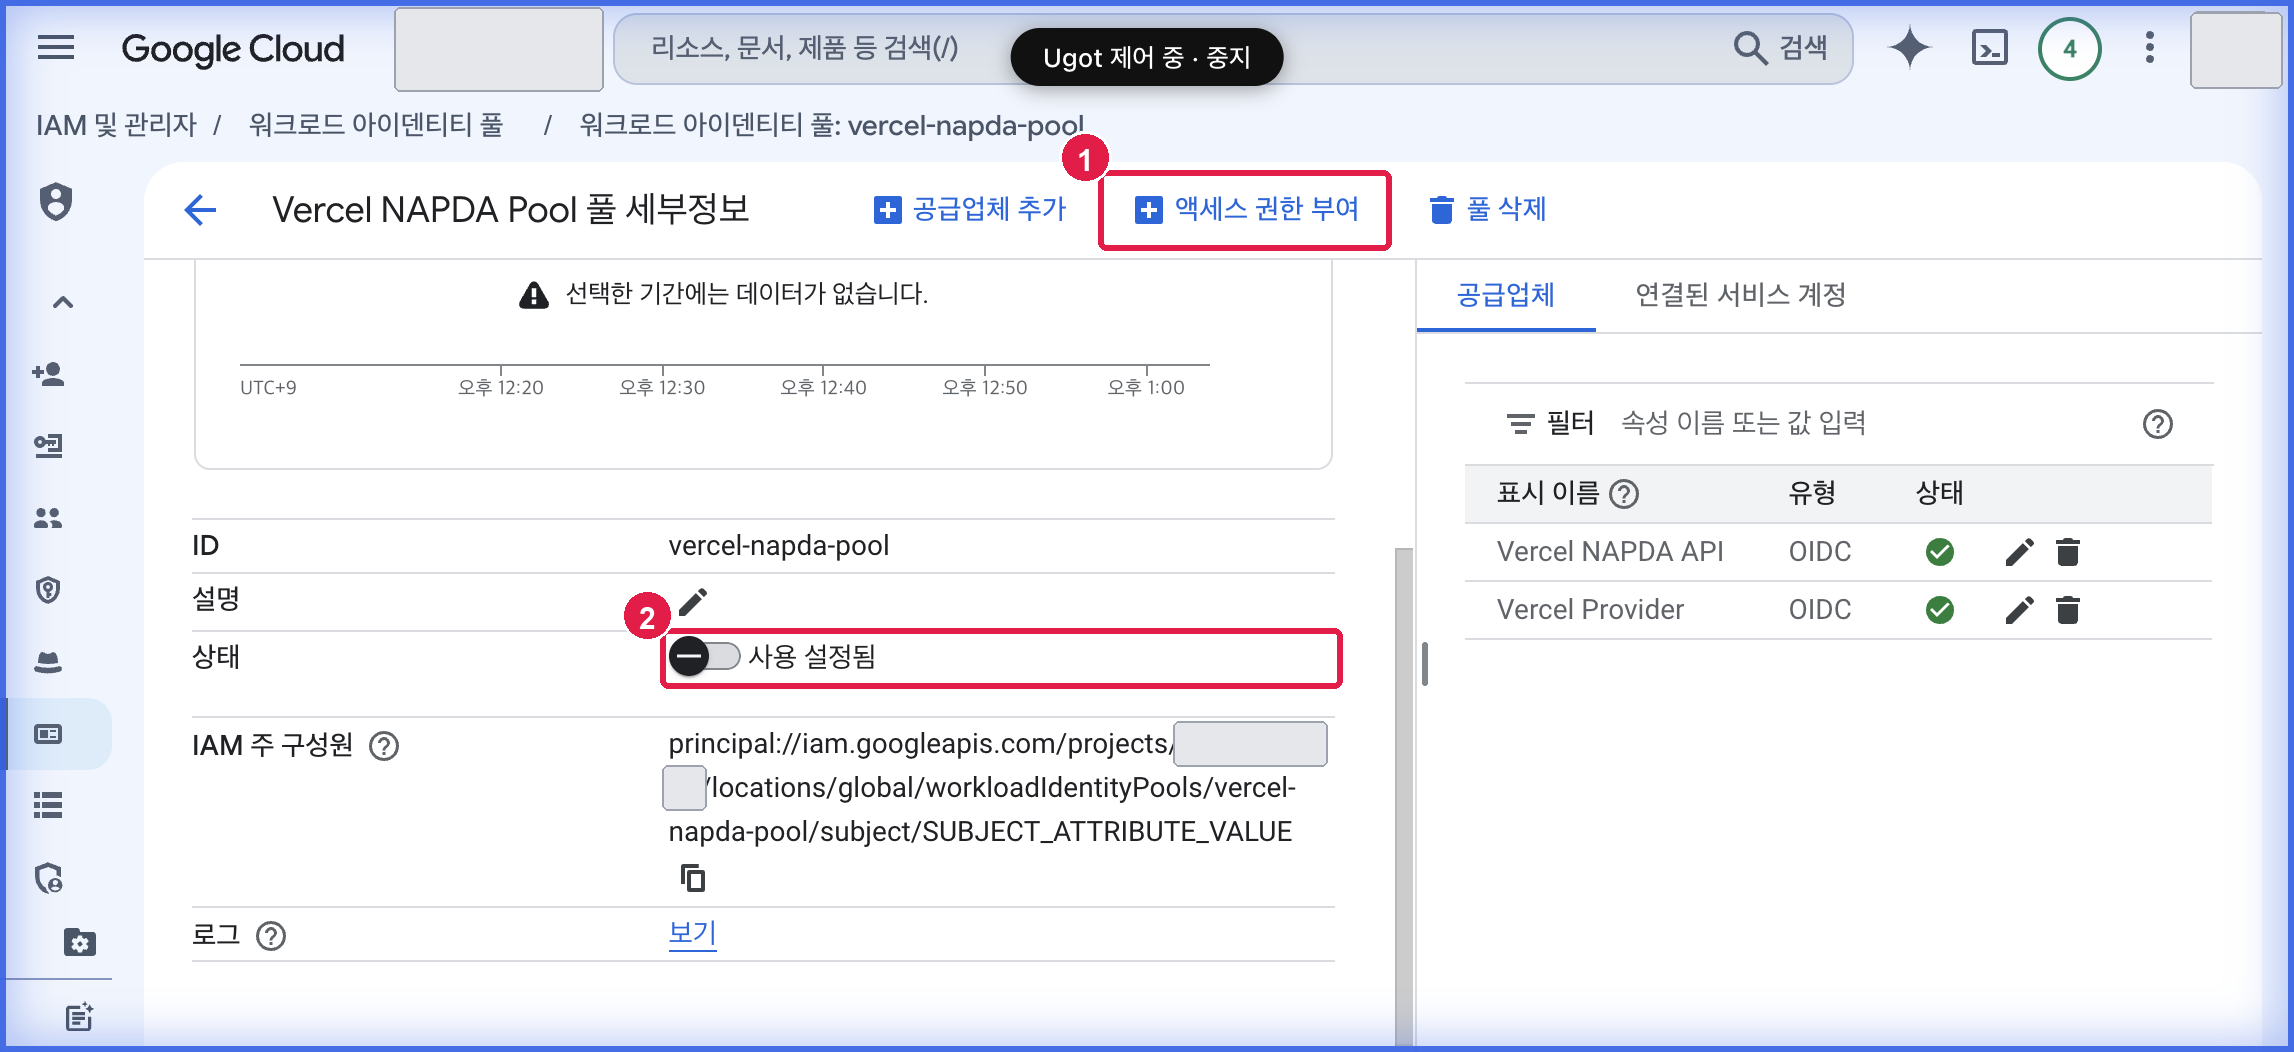 Google Cloud
리소스, 문서, 제품 등 검색(/)
Ugot 제어 중 · 중지
검색
4
IAM 및 관리자 / 워크로드 아이덴티티 풀 / 워크로드 아이덴티티 풀: vercel-napda-pool
1
Vercel NAPDA Pool 풀 세부정보
공급업체 추가
액세스 권한 부여
풀 삭제
선택한 기간에는 데이터가 없습니다.
UTC+9 오후 12:20 오후 12:30 오후 12:40 오후 12:50 오후 1:00
ID vercel-napda-pool
설명
2
상태 사용 설정됨
IAM 주 구성원 principal://iam.googleapis.com/projects/
/locations/global/workloadIdentityPools/vercel-
napda-pool/subject/SUBJECT_ATTRIBUTE_VALUE
로그 보기
공급업체 연결된 서비스 계정
필터 속성 이름 또는 값 입력
표시 이름 유형 상태
Vercel NAPDA API OIDC
Vercel Provider OIDC